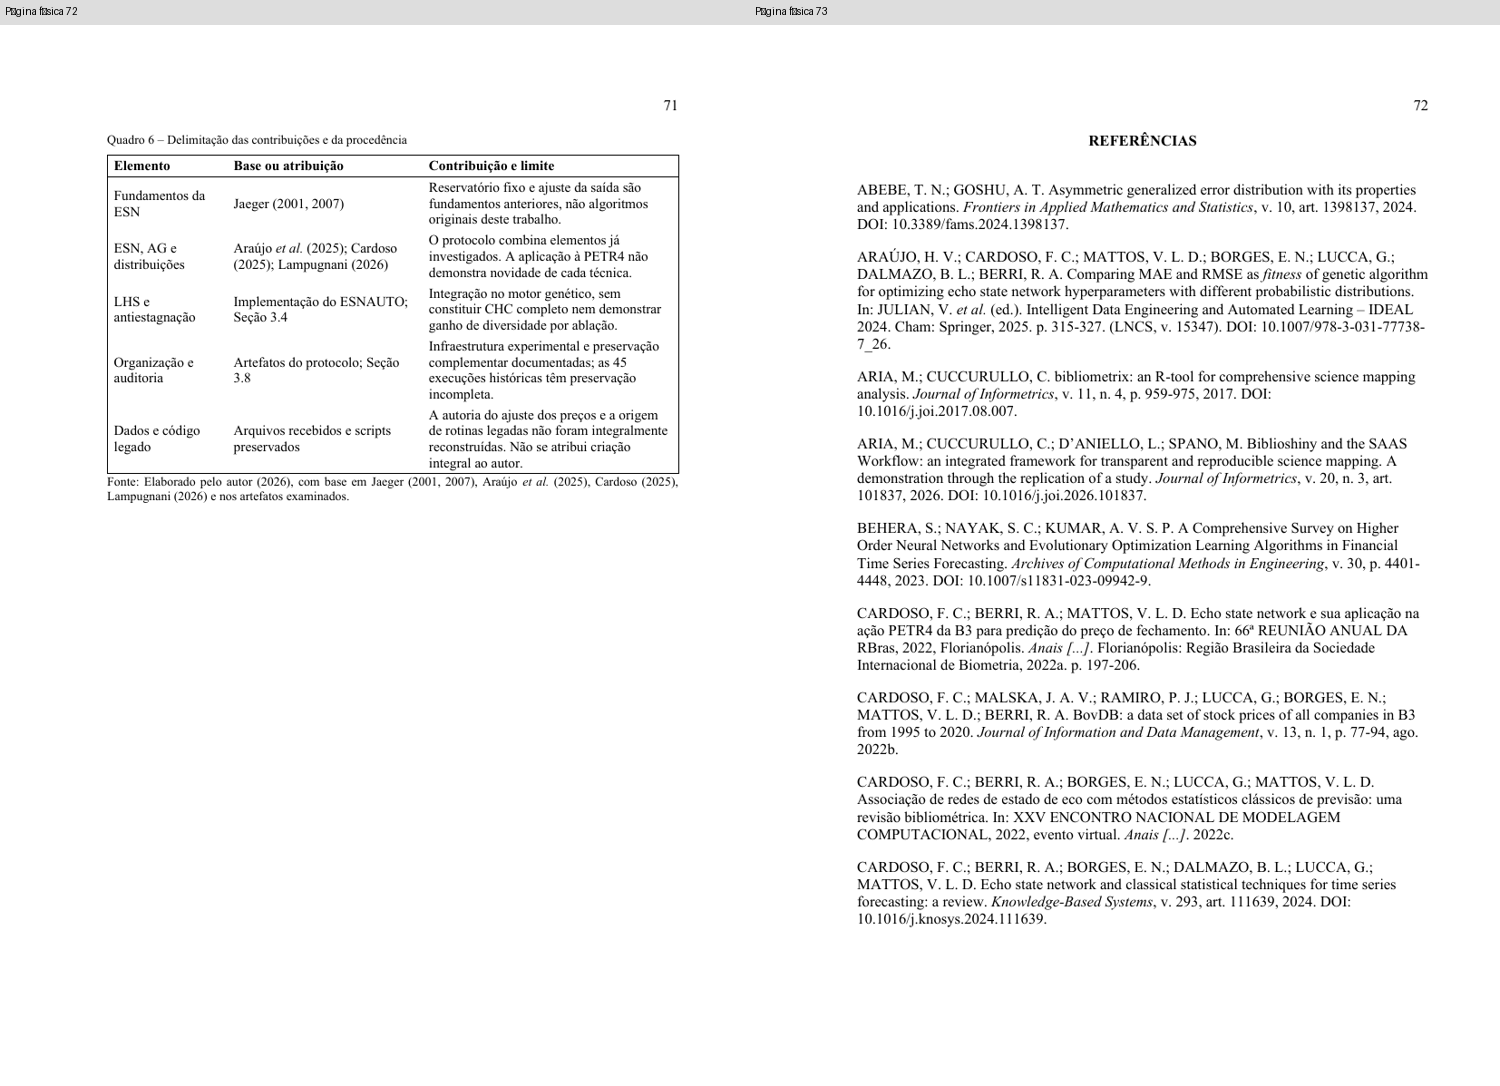 Página física 72
71
Quadro 6 – Delimitação das contribuições e da procedência
Elemento Base ou atribuição Contribuição e limite
Fundamentos da ESN
Jaeger (2001, 2007)
Reservatório fixo e ajuste da saída são
fundamentos anteriores, não algoritmos
originais deste trabalho.
ESN, AG e
distribuições
Araújo et al. (2025); Cardoso
(2025); Lampugnani (2026)
O protocolo combina elementos já
investigados. A aplicação à PETR4 não
demonstra novidade de cada técnica.
LHS e
antiestagnação
Implementação do ESNAUTO;
Seção 3.4
Integração no motor genético, sem
constituir CHC completo nem demonstrar
ganho de diversidade por ablação.
Organização e
auditoria
Artefatos do protocolo; Seção
3.8
Infraestrutura experimental e preservação
complementar documentadas; as 45
execuções históricas têm preservação
incompleta.
Dados e código
legado
Arquivos recebidos e scripts
preservados
A autoria do ajuste dos preços e a origem
de rotinas legadas não foram integralmente
reconstruídas. Não se atribui criação
integral ao autor.
Fonte: Elaborado pelo autor (2026), com base em Jaeger (2001, 2007), Araújo et al. (2025), Cardoso (2025),
Lampugnani (2026) e nos artefatos examinados.
Página física 73
72
REFERÊNCIAS
ABEBE, T. N.; GOSHU, A. T. Asymmetric generalized error distribution with its properties
and applications. Frontiers in Applied Mathematics and Statistics, v. 10, art. 1398137, 2024.
DOI: 10.3389/fams.2024.1398137.
ARAÚJO, H. V.; CARDOSO, F. C.; MATTOS, V. L. D.; BORGES, E. N.; LUCCA, G.;
DALMAZO, B. L.; BERRI, R. A. Comparing MAE and RMSE as fitness of genetic algorithm
for optimizing echo state network hyperparameters with different probabilistic distributions.
In: JULIAN, V. et al. (ed.). Intelligent Data Engineering and Automated Learning – IDEAL
2024. Cham: Springer, 2025. p. 315-327. (LNCS, v. 15347). DOI: 10.1007/978-3-031-77738-
7_26.
ARIA, M.; CUCCURULLO, C. bibliometrix: an R-tool for comprehensive science mapping
analysis. Journal of Informetrics, v. 11, n. 4, p. 959-975, 2017. DOI:
10.1016/j.joi.2017.08.007.
ARIA, M.; CUCCURULLO, C.; D’ANIELLO, L.; SPANO, M. Biblioshiny and the SAAS
Workflow: an integrated framework for transparent and reproducible science mapping. A
demonstration through the replication of a study. Journal of Informetrics, v. 20, n. 3, art.
101837, 2026. DOI: 10.1016/j.joi.2026.101837.
BEHERA, S.; NAYAK, S. C.; KUMAR, A. V. S. P. A Comprehensive Survey on Higher
Order Neural Networks and Evolutionary Optimization Learning Algorithms in Financial
Time Series Forecasting. Archives of Computational Methods in Engineering, v. 30, p. 4401-
4448, 2023. DOI: 10.1007/s11831-023-09942-9.
CARDOSO, F. C.; BERRI, R. A.; MATTOS, V. L. D. Echo state network e sua aplicação na
ação PETR4 da B3 para predição do preço de fechamento. In: 66ª REUNIÃO ANUAL DA
RBras, 2022, Florianópolis. Anais [...]. Florianópolis: Região Brasileira da Sociedade
Internacional de Biometria, 2022a. p. 197-206.
CARDOSO, F. C.; MALSKA, J. A. V.; RAMIRO, P. J.; LUCCA, G.; BORGES, E. N.;
MATTOS, V. L. D.; BERRI, R. A. BovDB: a data set of stock prices of all companies in B3
from 1995 to 2020. Journal of Information and Data Management, v. 13, n. 1, p. 77-94, ago.
2022b.
CARDOSO, F. C.; BERRI, R. A.; BORGES, E. N.; LUCCA, G.; MATTOS, V. L. D.
Associação de redes de estado de eco com métodos estatísticos clássicos de previsão: uma
revisão bibliométrica. In: XXV ENCONTRO NACIONAL DE MODELAGEM
COMPUTACIONAL, 2022, evento virtual. Anais [...]. 2022c.
CARDOSO, F. C.; BERRI, R. A.; BORGES, E. N.; DALMAZO, B. L.; LUCCA, G.;
MATTOS, V. L. D. Echo state network and classical statistical techniques for time series
forecasting: a review. Knowledge-Based Systems, v. 293, art. 111639, 2024. DOI:
10.1016/j.knosys.2024.111639.